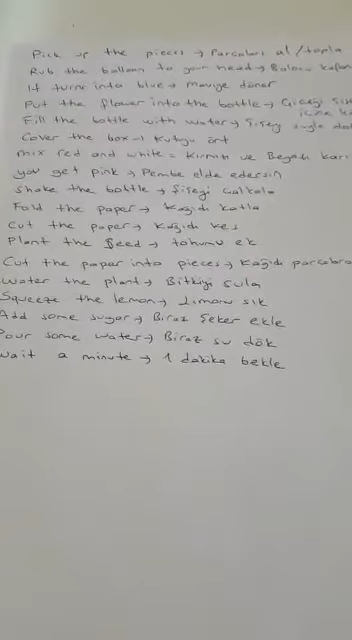 Pick up the pieces → Parçaları al / topla
Rub the balloon to your head → Balonu
It turns into blue → maviye döner
Put the flower into the bottle → Çiçeği
Fill the bottle with water → Şişeyi
Cover the box → Kutuyu ört
mix red and white = Kırmızı ve Beyazı
you get pink → Pembe elde edersin
Shake the bottle → Şişeyi çalkala
Fold the paper → Kağıdı katla
Cut the paper → Kağıdı kes
Plant the Seed → tohumu ek
Cut the paper into pieces → Kağıdı
Water the plant → Bitkiyi sula
Squeeze the lemon → Limonu sık
Add some sugar → Biraz Şeker ekle
Pour some water → Biraz su dök
wait a minute → 1 dakika bekle